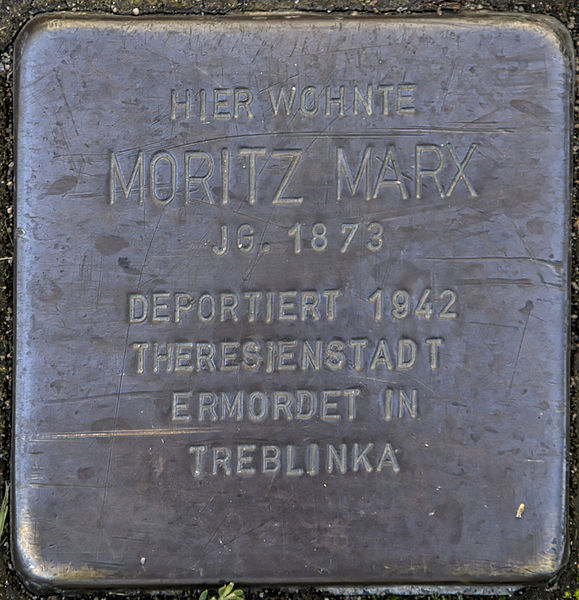 HIER WOHNTE
MORITZ MARX
JG. 1873
DEPORTIERT 1942
THERESIENSTADT
ERMORDET IN
TREBLINKA